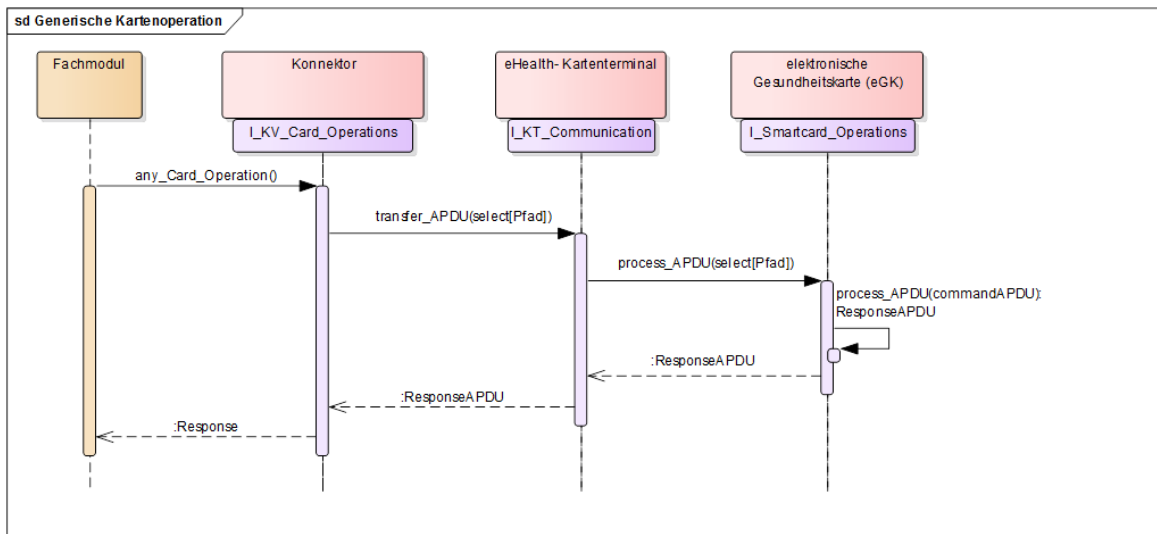 sd Generische Kartenoperation
Fachmodul
Konnektor
eHealth- Kartenterminal
elektronische
Gesundheitskarte (eGK)
I_KV_Card_Operations
I_KT_Communication
I_Smartcard_Operations
any_Card_Operation()
transfer_APDU(select[Pfad])
process_APDU(select[Pfad])
process_APDU(commandAPDU):
ResponseAPDU
:ResponseAPDU
:ResponseAPDU
:Response